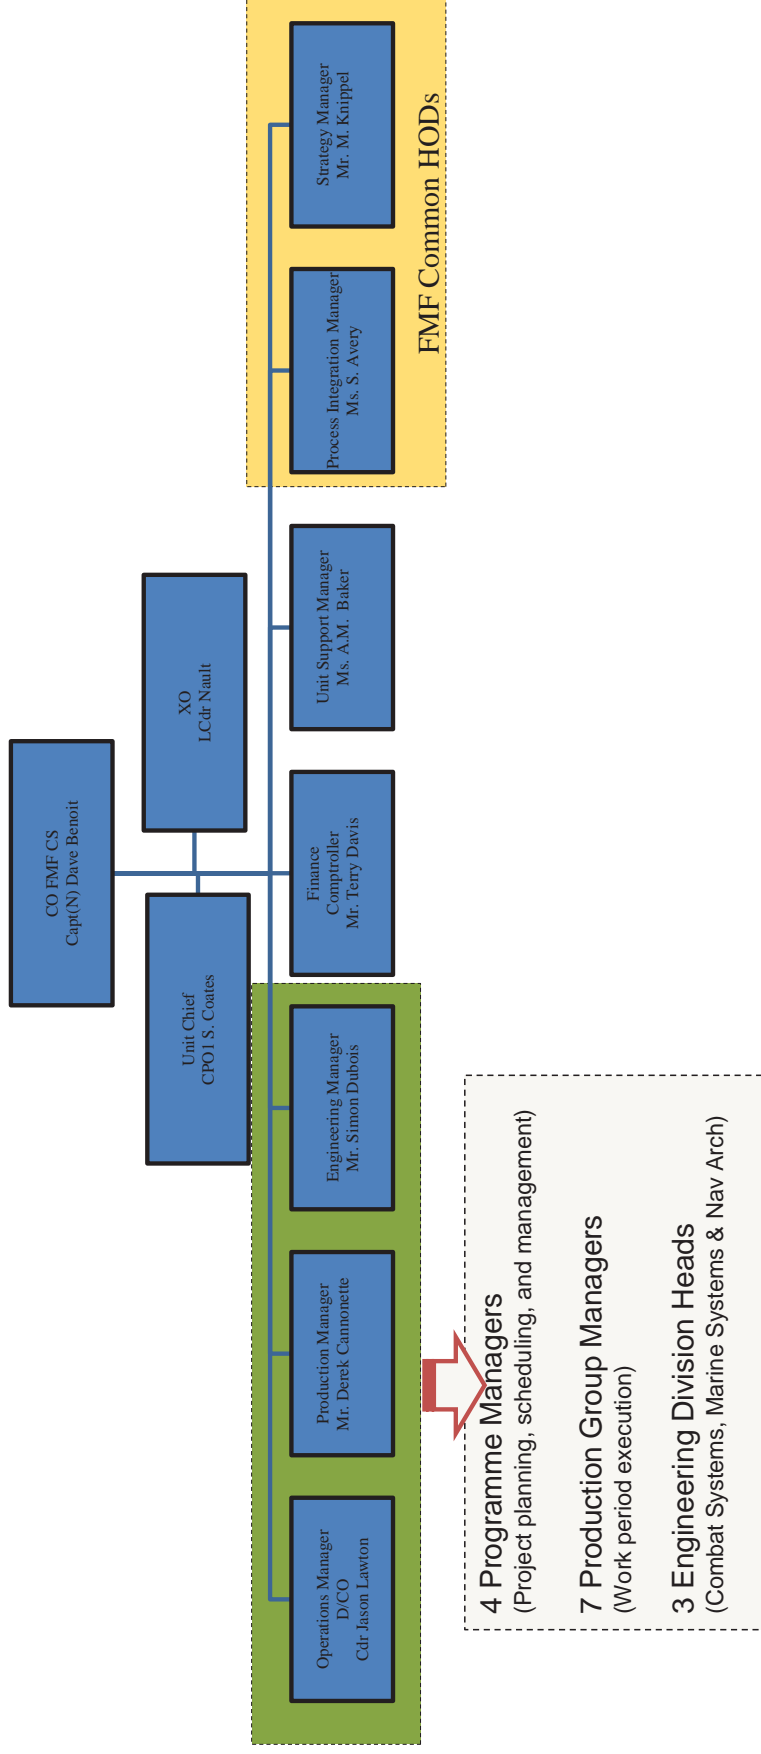 CO FMF CS
Capt(N) Dave Benoit
Unit Chief
CPO1 S. Coates
XO
LCdr Nault
Operations Manager
D/CO
Cdr Jason Lawton
Production Manager
Mr. Derek Cannonette
Engineering Manager
Mr. Simon Dubois
Finance
Comptroller
Mr. Terry Davis
Unit Support Manager
Ms. A.M. Baker
Process Integration Manager
Ms. S. Avery
Strategy Manager
Mr. M. Knippel
FMF Common HODs
4 Programme Managers
(Project planning, scheduling, and management)
7 Production Group Managers
(Work period execution)
3 Engineering Division Heads
(Combat Systems, Marine Systems & Nav Arch)